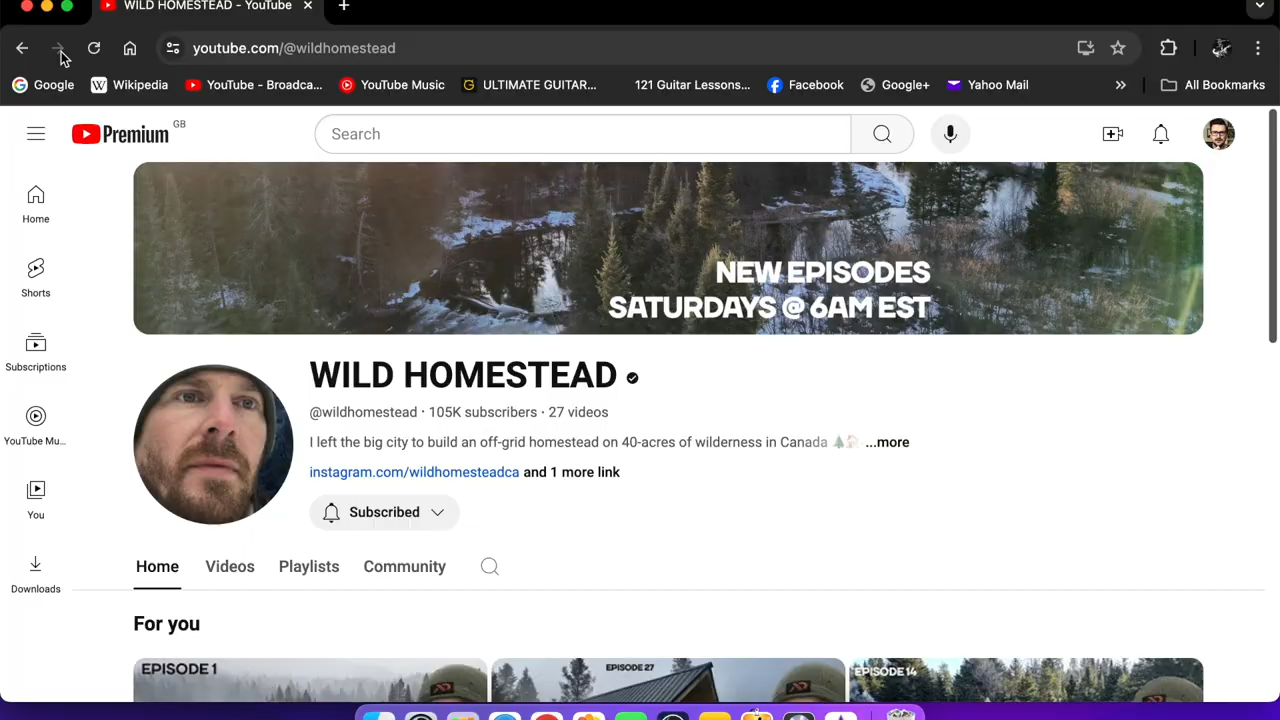 WILD HOMESTEAD - YouTube
youtube.com/@wildhomestead
Google Wikipedia YouTube - Broadca... YouTube Music ULTIMATE GUITAR... 121 Guitar Lessons... Facebook Google+ Yahoo Mail » All Bookmarks
Premium GB
Search
NEW EPISODES
SATURDAYS @ 6AM EST
Home
Shorts
Subscriptions
YouTube Mu...
You
Downloads
WILD HOMESTEAD
@wildhomestead · 105K subscribers · 27 videos
I left the big city to build an off-grid homestead on 40-acres of wilderness in Canada 🌲🏠 ...more
instagram.com/wildhomesteadca and 1 more link
Subscribed
Home Videos Playlists Community
For you
EPISODE 1
EPISODE 27
EPISODE 14